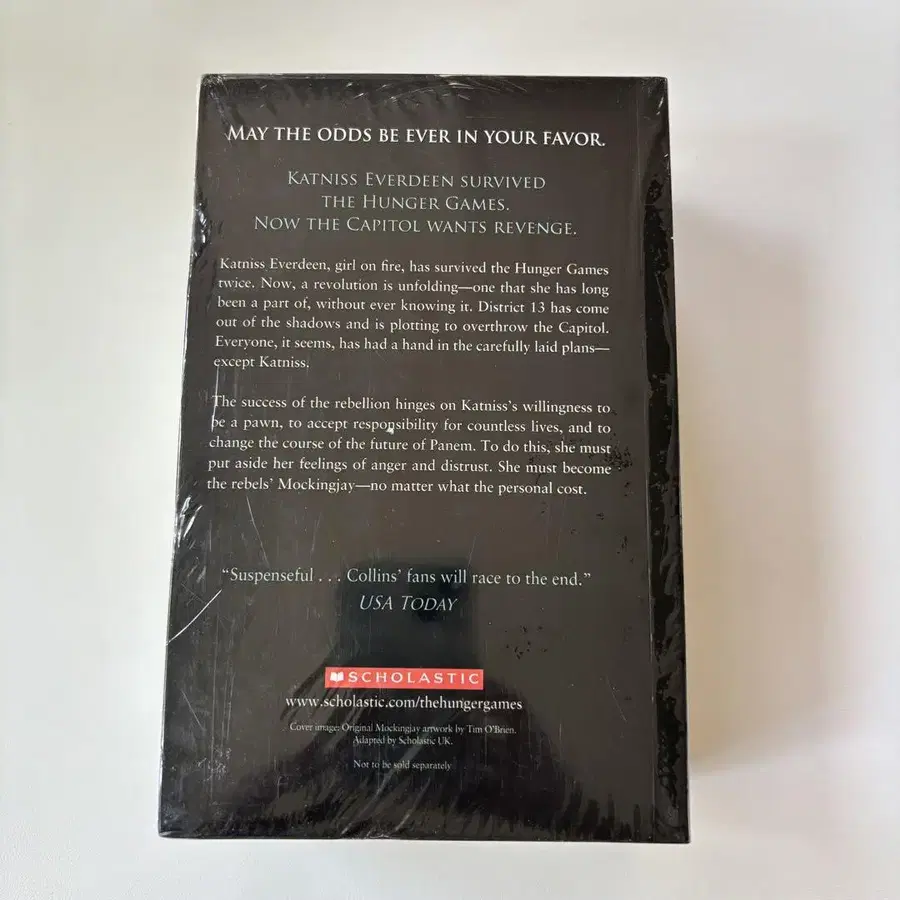 MAY THE ODDS BE EVER IN YOUR FAVOR.
KATNISS EVERDEEN SURVIVED
THE HUNGER GAMES.
NOW THE CAPITOL WANTS REVENGE.
Katniss Everdeen, girl on fire, has survived the Hunger Games
twice. Now, a revolution is unfolding—one that she has long
been a part of, without ever knowing it. District 13 has come
out of the shadows and is plotting to overthrow the Capitol.
Everyone, it seems, has had a hand in the carefully laid plans—
except Katniss.
The success of the rebellion hinges on Katniss's willingness to
be a pawn, to accept responsibility for countless lives, and to
change the course of the future of Panem. To do this, she must
put aside her feelings of anger and distrust. She must become
the rebels' Mockingjay—no matter what the personal cost.
“Suspenseful . . . Collins’ fans will race to the end.”
USA TODAY
SCHOLASTIC
www.scholastic.com/thehungergames
Cover image: Original Mockingjay artwork by Tim O'Brien.
Adapted by Scholastic UK.
Not to be sold separately